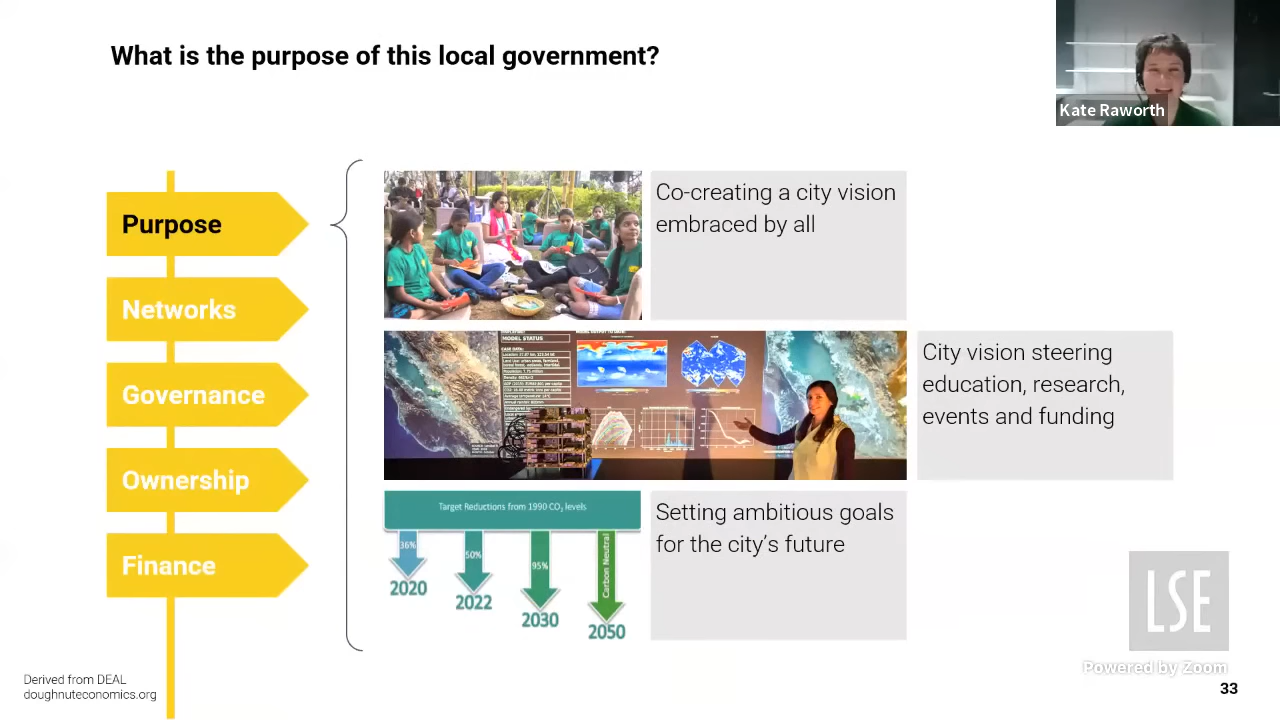 What is the purpose of this local government?
Kate Raworth
Purpose
Networks
Governance
Ownership
Finance
Co-creating a city vision
embraced by all
MODEL STATUS
CASE DATA:
City vision steering
education, research,
events and funding
Target Reductions from 1990 CO₂ levels
36%
50%
95%
Carbon Neutral
2020
2022
2030
2050
Setting ambitious goals
for the city's future
LSE
Powered by Zoom
Derived from DEAL
doughnuteconomics.org
33